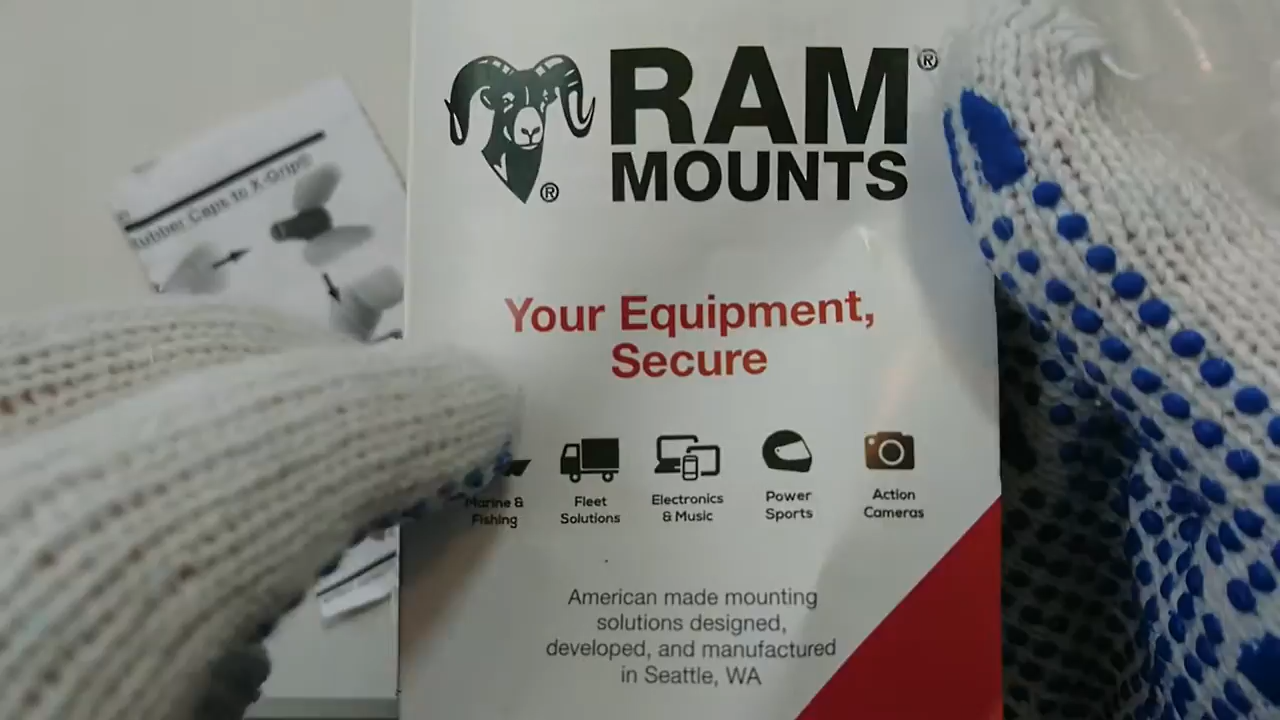 RAM®
MOUNTS
®
Rubber Caps to X-Grip®
Your Equipment,
Secure
Marine &
Fishing
Fleet
Solutions
Electronics
& Music
Power
Sports
Action
Cameras
American made mounting
solutions designed,
developed, and manufactured
in Seattle, WA